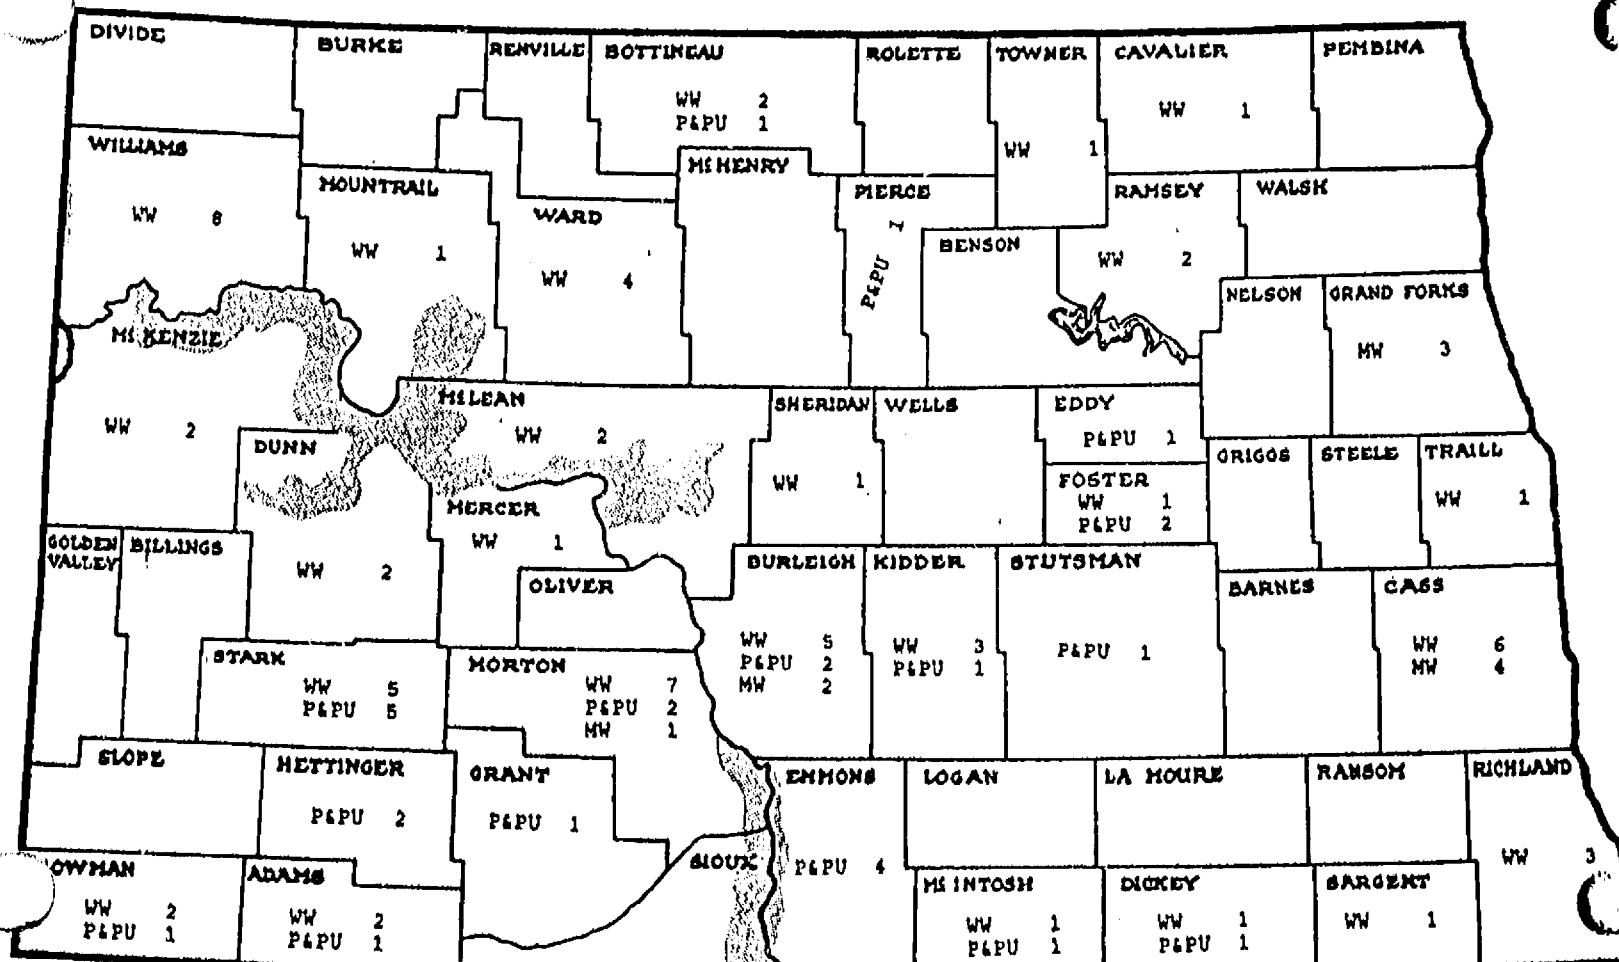 DIVIDE
BURKE
RENVILLE
BOTTINEAU
WW 2
P&PU 1
ROLETTE
TOWNER
WW 1
CAVALIER
WW 1
PEMBINA
WILLIAMS
WW 8
MOUNTRAIL
WW 1
WARD
WW 4
McHENRY
PIERCE
P&PU 1
BENSON
RAMSEY
WW 2
WALSH
NELSON
GRAND FORKS
MW 3
McKENZIE
WW 2
DUNN
WW 2
McLEAN
WW 2
SHERIDAN
WW 1
WELLS
EDDY
P&PU 1
FOSTER
WW 1
P&PU 2
GRIGGS
STEELE
TRAILL
WW 1
GOLDEN
VALLEY
BILLINGS
MERCER
WW 1
OLIVER
BURLEIGH
WW 5
P&PU 2
MW 2
KIDDER
WW 3
P&PU 1
STUTSMAN
P&PU 1
BARNES
CASS
WW 6
MW 4
STARK
WW 5
P&PU 5
MORTON
WW 7
P&PU 2
MW 1
SLOPE
HETTINGER
P&PU 2
GRANT
P&PU 1
SIOUX
EMMONS
P&PU 4
LOGAN
LA MOURE
RANSOM
RICHLAND
WW 3
OWMAN
WW 2
P&PU 1
ADAMS
WW 2
P&PU 1
McINTOSH
WW 1
P&PU 1
DICKEY
WW 1
P&PU 1
SARGENT
WW 1